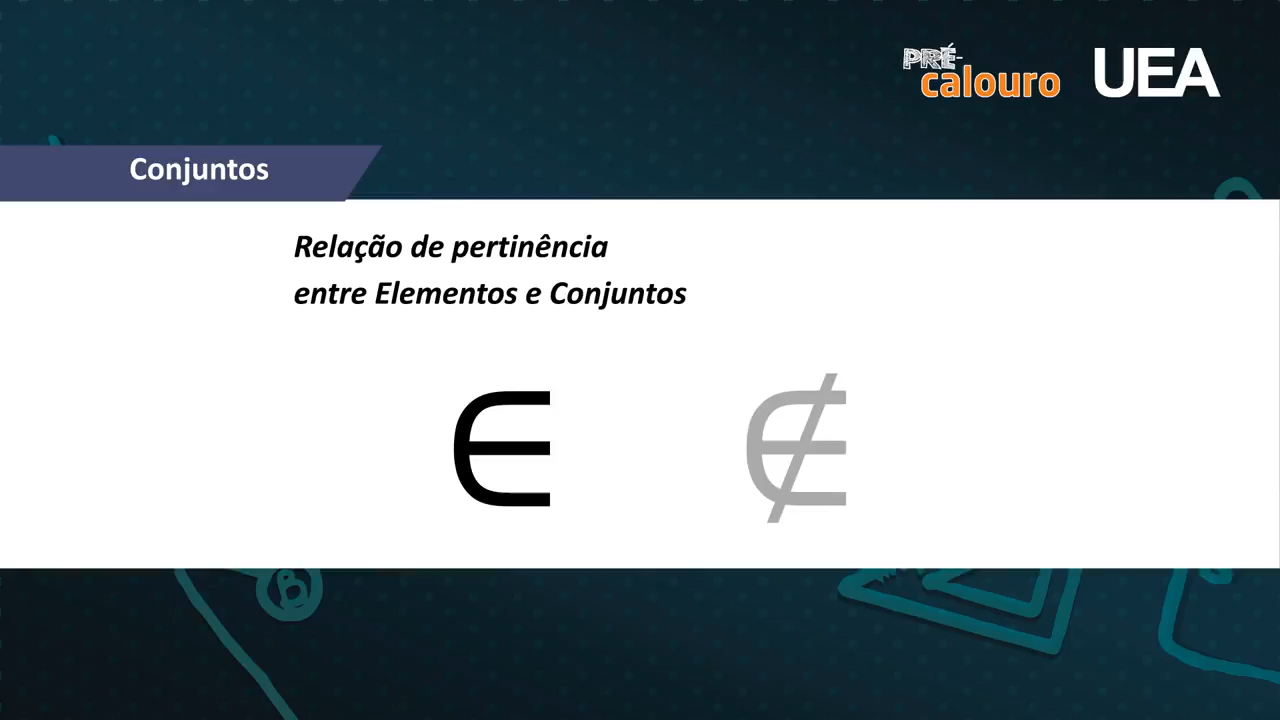 PRÉ-
calouro
UEA
Conjuntos
Relação de pertinência
entre Elementos e Conjuntos
∈ ∉
B